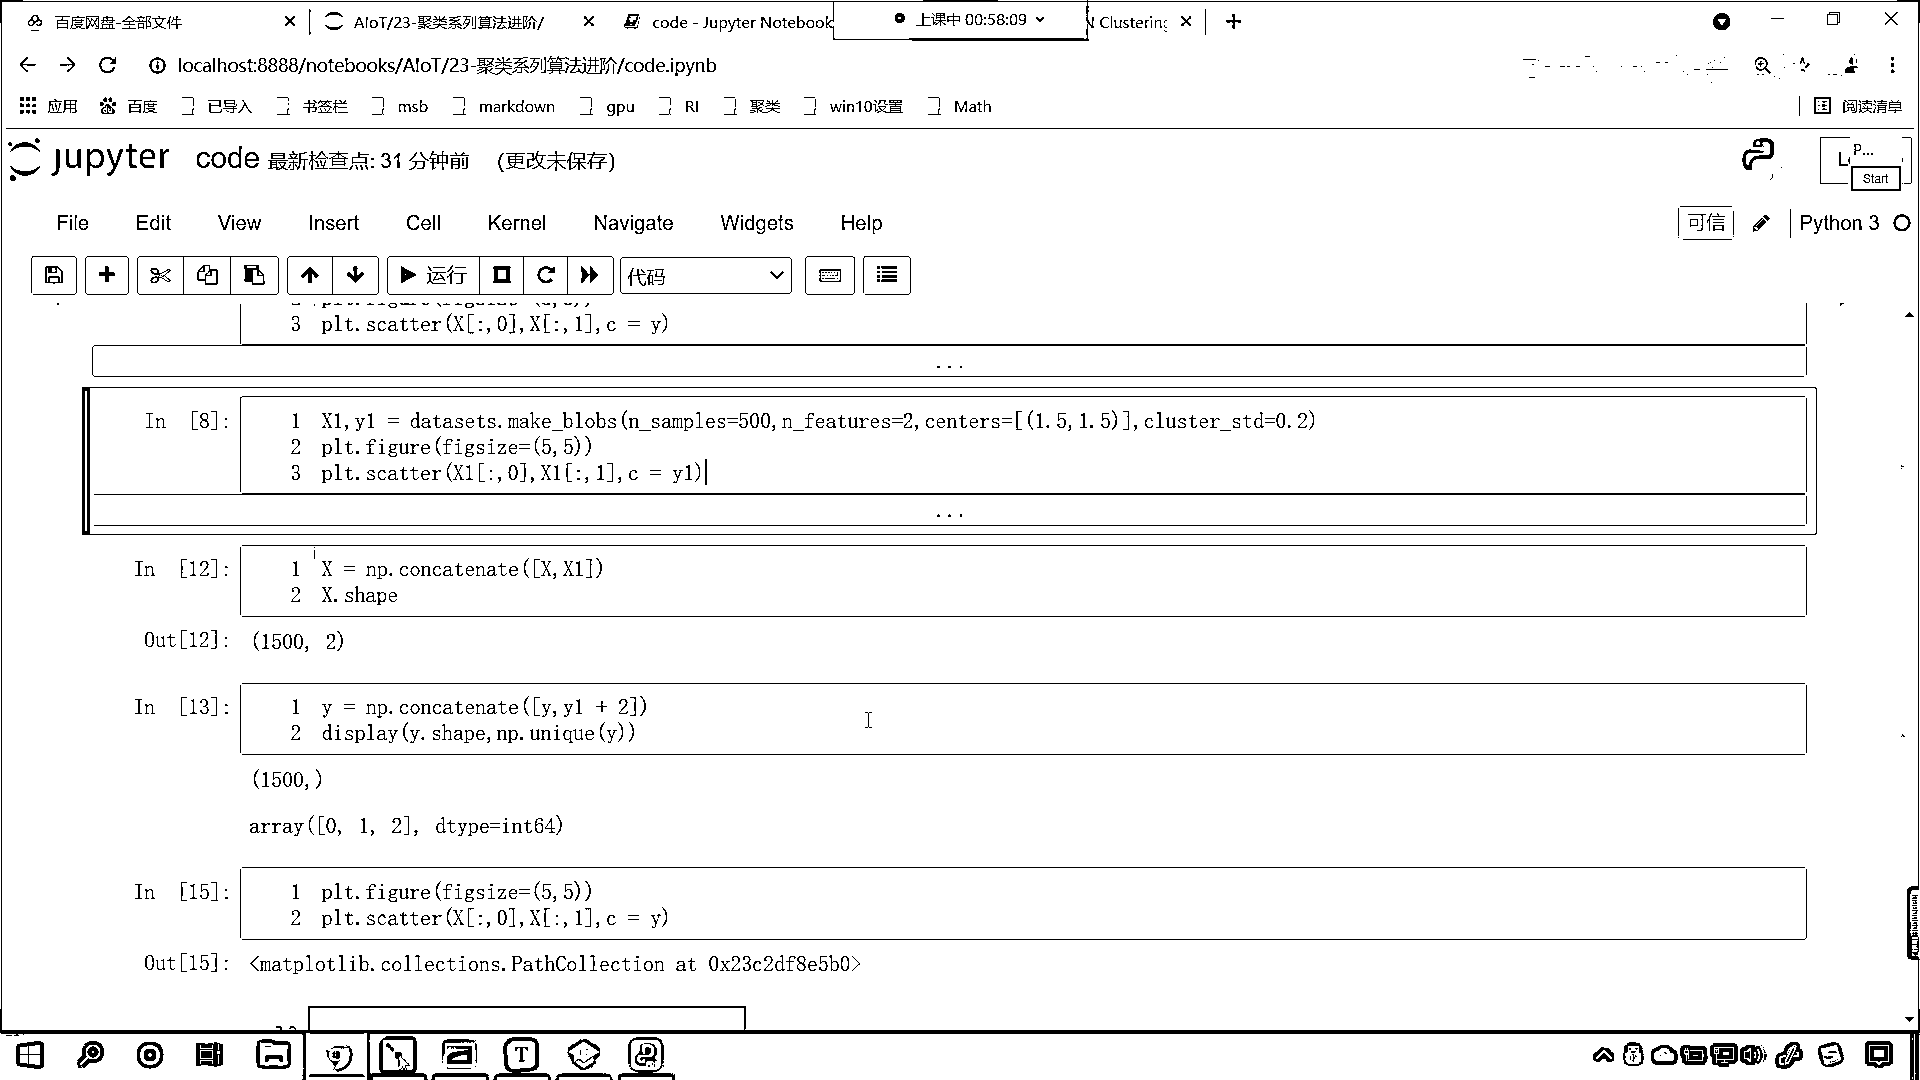 百度网盘-全部文件
AIoT/23-聚类系列算法进阶/
code - Jupyter Notebook
上课中 00:58:09
Clustering
localhost:8888/notebooks/AIoT/23-聚类系列算法进阶/code.ipynb
应用 百度 已导入 书签栏 msb markdown gpu RI 聚类 win10设置 Math 阅读清单
jupyter code 最新检查点: 31 分钟前 (更改未保存)
P...
Start
File Edit View Insert Cell Kernel Navigate Widgets Help 可信 Python 3
运行 代码
3 plt.scatter(X[:,0],X[:,1],c = y)
...
In [8]: 1 X1,y1 = datasets.make_blobs(n_samples=500,n_features=2,centers=[(1.5,1.5)],cluster_std=0.2)
2 plt.figure(figsize=(5,5))
3 plt.scatter(X1[:,0],X1[:,1],c = y1)
...
In [12]: 1 X = np.concatenate([X,X1])
2 X.shape
Out[12]: (1500, 2)
In [13]: 1 y = np.concatenate([y,y1 + 2])
2 display(y.shape,np.unique(y))
(1500,)
array([0, 1, 2], dtype=int64)
In [15]: 1 plt.figure(figsize=(5,5))
2 plt.scatter(X[:,0],X[:,1],c = y)
Out[15]: <matplotlib.collections.PathCollection at 0x23c2df8e5b0>